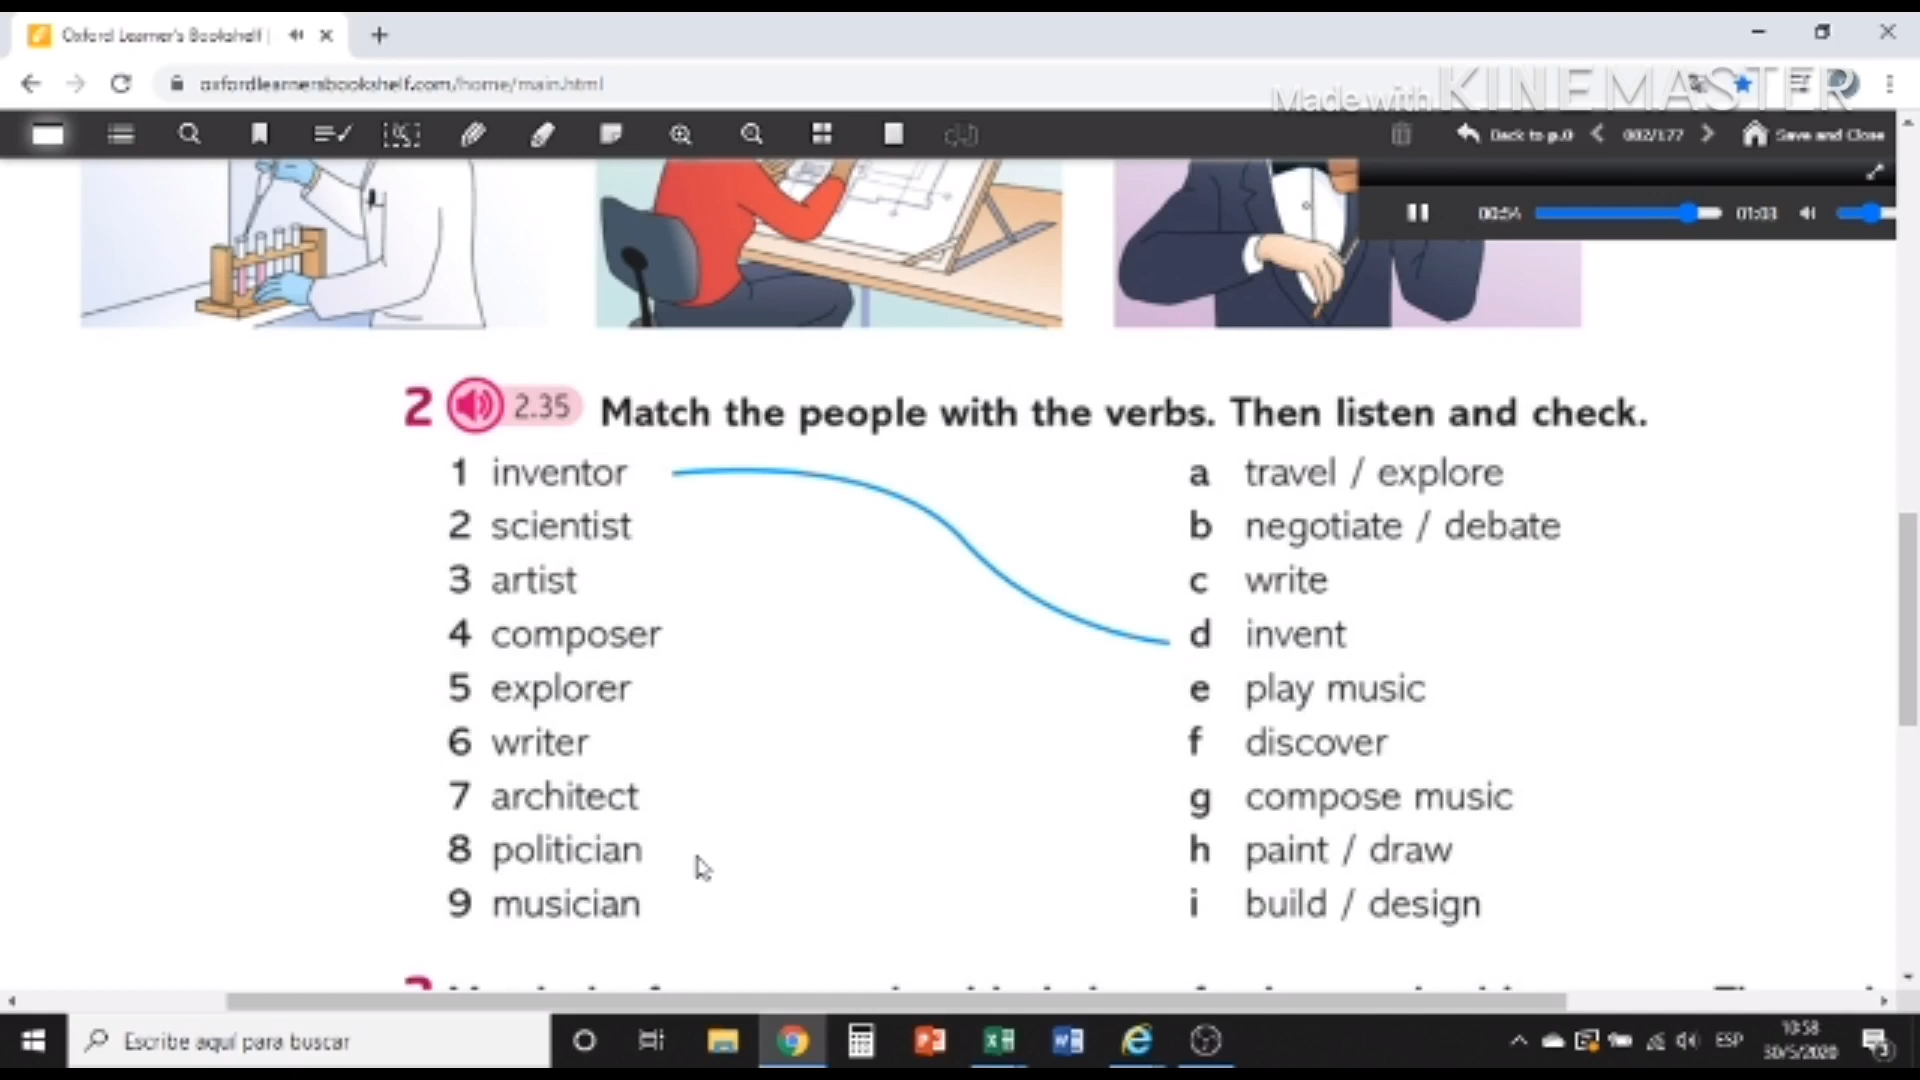 Oxford Learner's Bookshelf |
oxfordlearnersbookshelf.com/home/main.html
Made with KINEMASTER
Back to p.0
002/177
Save and Close
00:54
01:03
2 2.35 Match the people with the verbs. Then listen and check.
1 inventor
a travel / explore
2 scientist
b negotiate / debate
3 artist
c write
4 composer
d invent
5 explorer
e play music
6 writer
f discover
7 architect
g compose music
8 politician
h paint / draw
9 musician
i build / design
Escribe aquí para buscar
ESP
10:58
30/5/2020
3